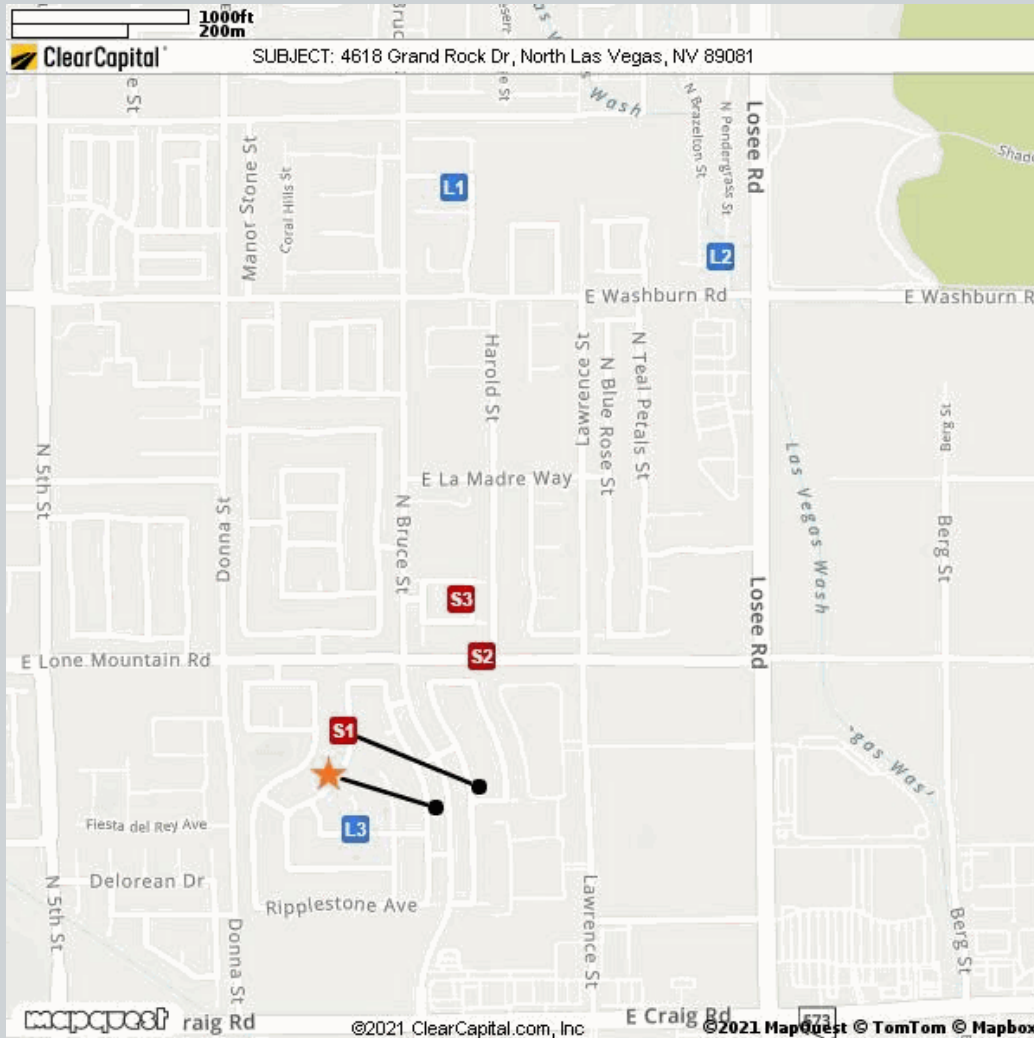 1000ft
200m
ClearCapital
SUBJECT: 4618 Grand Rock Dr, North Las Vegas, NV 89081
e St
Wash
N Brazelton St
N Pendergrass St
Losee Rd
Manor Stone St
Coral Hills St
L1
L2
E Washburn Rd
E Washburn R
Harold St
Lawrence St
N Blue Rose St
N Teal Petals St
Berg St
N 5th St
E La Madre Way
Las Vegas Wash
Donna St
N Bruce St
Berg St
S3
Losee Rd
S2
E Lone Mountain Rd
S1
L3
Fiesta del Rey Ave
Delorean Dr
N 5th St
Ripplestone Ave
Lawrence St
Donna St
Berg St
mapquest
raig Rd
E Craig Rd
573
©2021 ClearCapital.com, Inc
©2021 MapQuest © TomTom © Mapbox